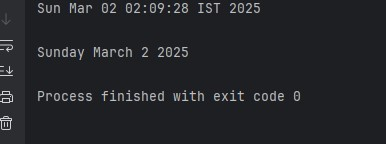 Sun Mar 02 02:09:28 IST 2025
Sunday March 2 2025
Process finished with exit code 0